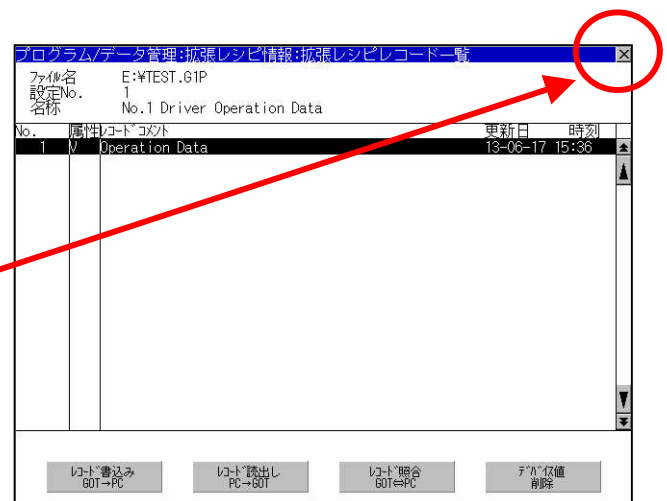 プログラム/データ管理:拡張レシピ情報:拡張レシピレコード一覧
ﾌｧｲﾙ名 E:¥TEST.G1P
設定No. 1
名称 No.1 Driver Operation Data
No. 属性 ﾚｺｰﾄﾞｺﾒﾝﾄ 更新日 時刻
1 V Operation Data 13-06-17 15:36
ﾚｺｰﾄﾞ書込み ﾚｺｰﾄﾞ読出し ﾚｺｰﾄﾞ照合 ﾃﾞﾊﾞｲｽ値
GOT→PC PC→GOT GOT⇔PC 削除